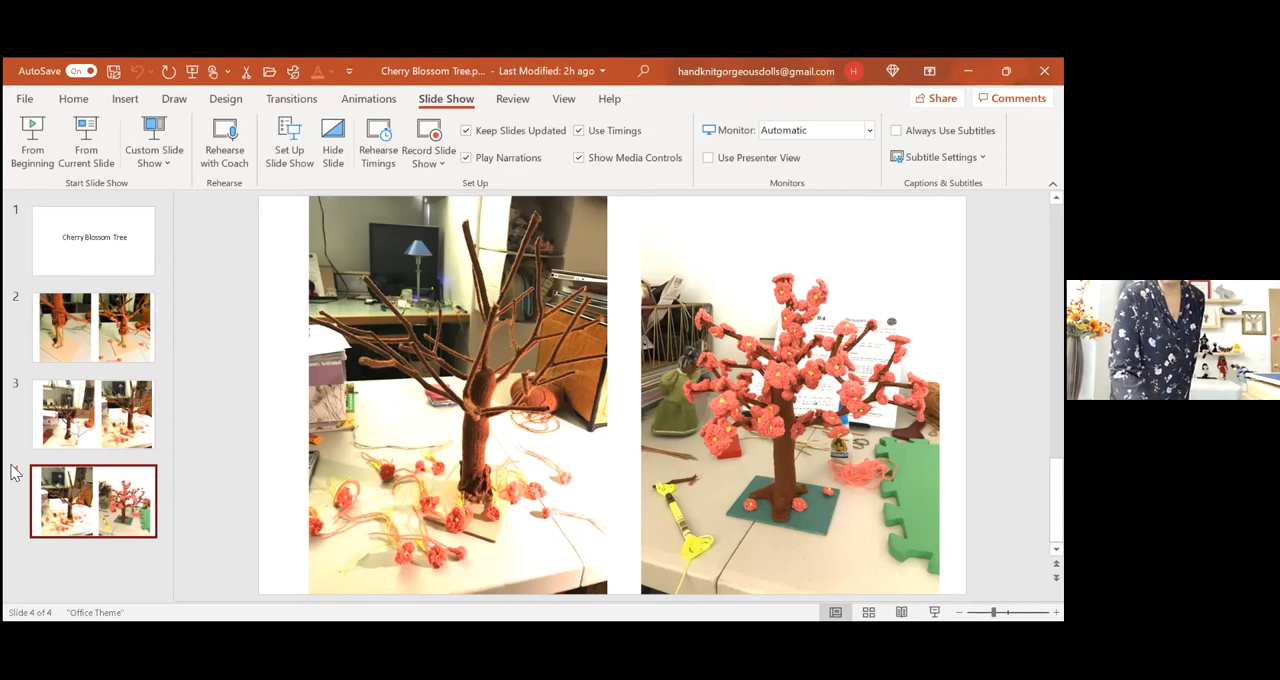 AutoSave On Cherry Blossom Tree.p... - Last Modified: 2h ago handknitgorgeousdolls@gmail.com H
File Home Insert Draw Design Transitions Animations Slide Show Review View Help Share Comments
From Beginning
From Current Slide
Custom Slide Show
Start Slide Show
Rehearse with Coach
Rehearse
Set Up Slide Show
Hide Slide
Rehearse Timings
Record Slide Show
Keep Slides Updated
Play Narrations
Use Timings
Show Media Controls
Set Up
Monitor: Automatic
Use Presenter View
Monitors
Always Use Subtitles
Subtitle Settings
Captions & Subtitles
1
Cherry Blossom Tree
2
3
Slide 4 of 4 "Office Theme"